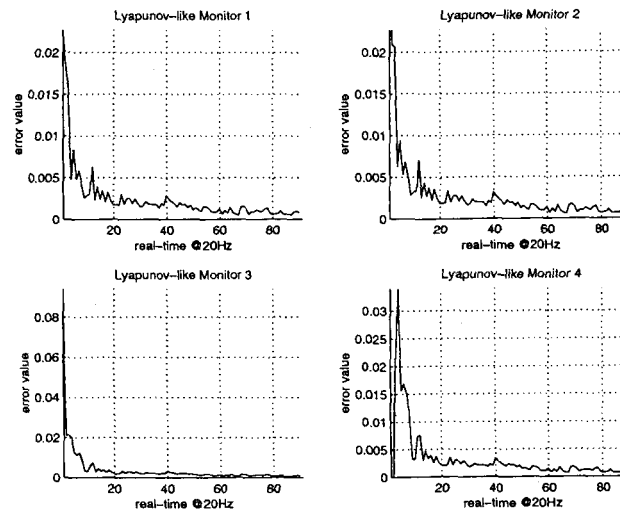 Lyapunov-like Monitor 1
0.02
0.015
0.01
0.005
0
error value
20 40 60 80
real-time @20Hz
Lyapunov-like Monitor 2
0.02
0.015
0.01
0.005
0
error value
20 40 60 80
real-time @20Hz
Lyapunov-like Monitor 3
0.08
0.06
0.04
0.02
0
error value
20 40 60 80
real-time @20Hz
Lyapunov-like Monitor 4
0.03
0.025
0.02
0.015
0.01
0.005
0
error value
20 40 60 80
real-time @20Hz